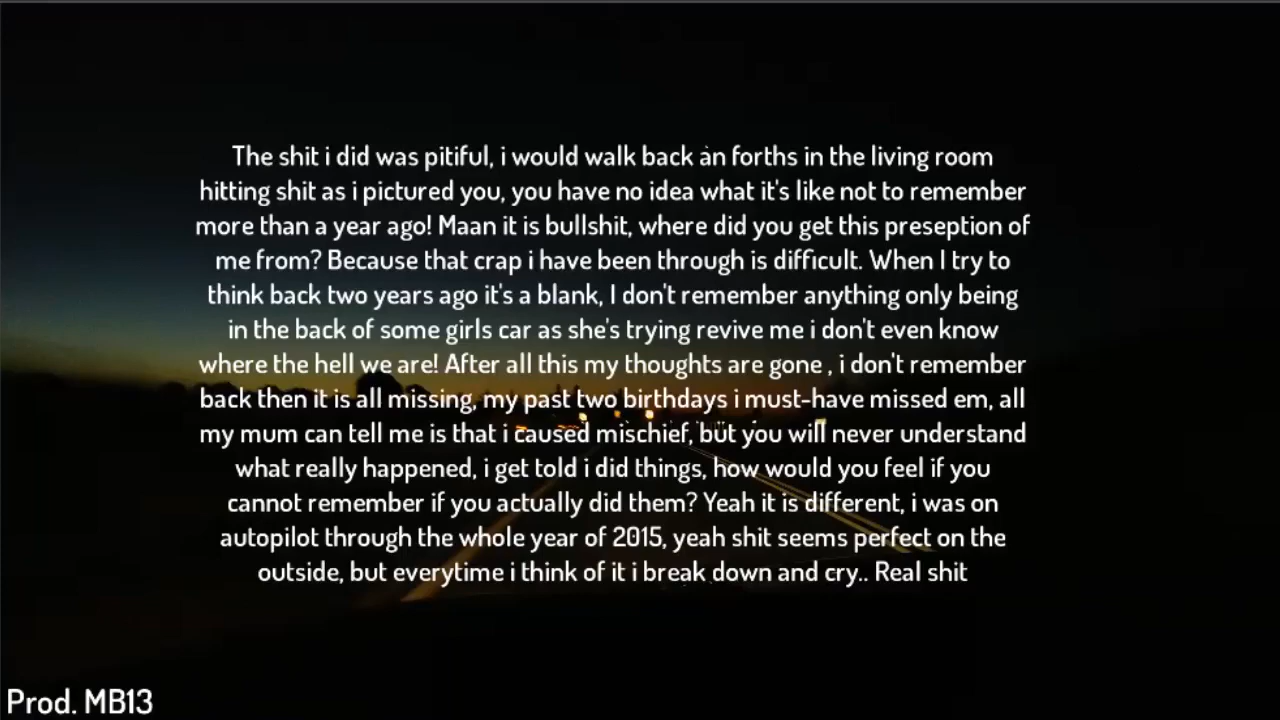 The shit i did was pitiful, i would walk back an forths in the living room
hitting shit as i pictured you, you have no idea what it's like not to remember
more than a year ago! Maan it is bullshit, where did you get this preseption of
me from? Because that crap i have been through is difficult. When I try to
think back two years ago it's a blank, I don't remember anything only being
in the back of some girls car as she's trying revive me i don't even know
where the hell we are! After all this my thoughts are gone , i don't remember
back then it is all missing, my past two birthdays i must-have missed em, all
my mum can tell me is that i caused mischief, but you will never understand
what really happened, i get told i did things, how would you feel if you
cannot remember if you actually did them? Yeah it is different, i was on
autopilot through the whole year of 2015, yeah shit seems perfect on the
outside, but everytime i think of it i break down and cry.. Real shit
Prod. MB13